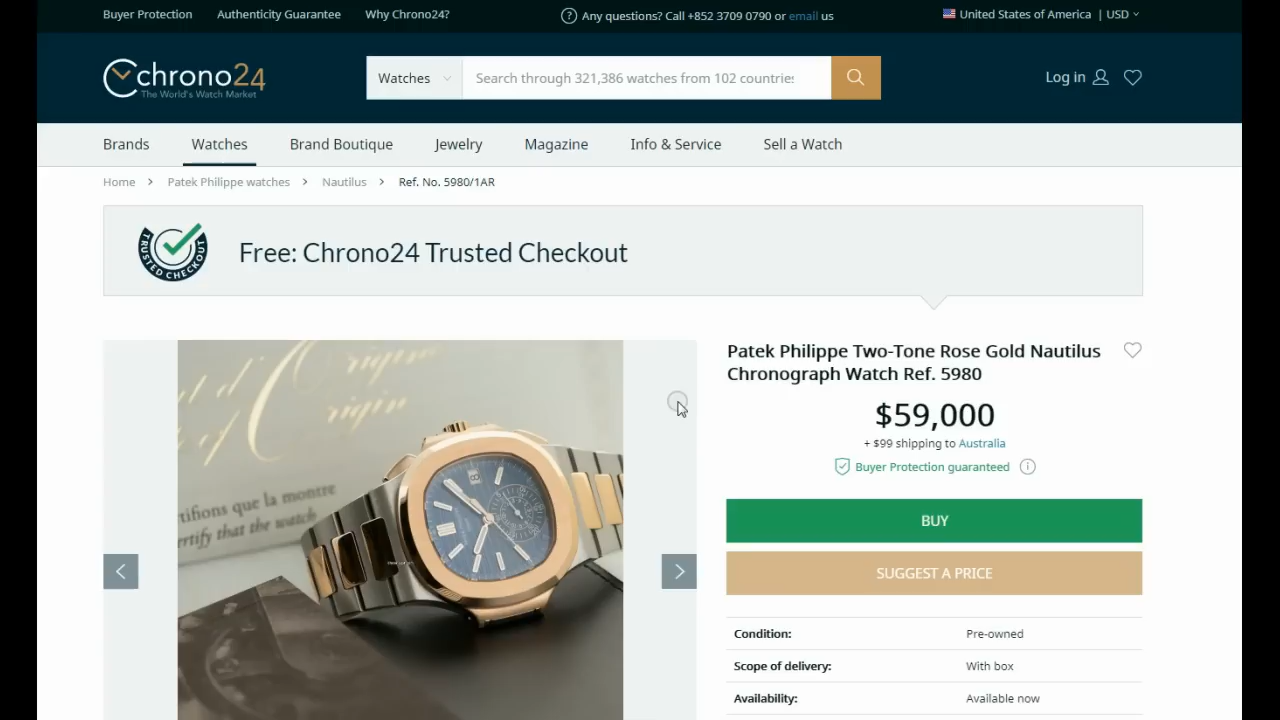 Buyer Protection Authenticity Guarantee Why Chrono24? ? Any questions? Call +852 3709 0790 or email us United States of America | USD
chrono24
The World's Watch Market
Watches Search through 321,386 watches from 102 countries
Log in
Brands Watches Brand Boutique Jewelry Magazine Info & Service Sell a Watch
Home > Patek Philippe watches > Nautilus > Ref. No. 5980/1AR
TRUSTED CHECKOUT
Free: Chrono24 Trusted Checkout
Origin
Origin
tifions que la montre
ertify that the watch
Patek Philippe Two-Tone Rose Gold Nautilus
Chronograph Watch Ref. 5980
$59,000
+ $99 shipping to Australia
Buyer Protection guaranteed i
BUY
SUGGEST A PRICE
Condition: Pre-owned
Scope of delivery: With box
Availability: Available now